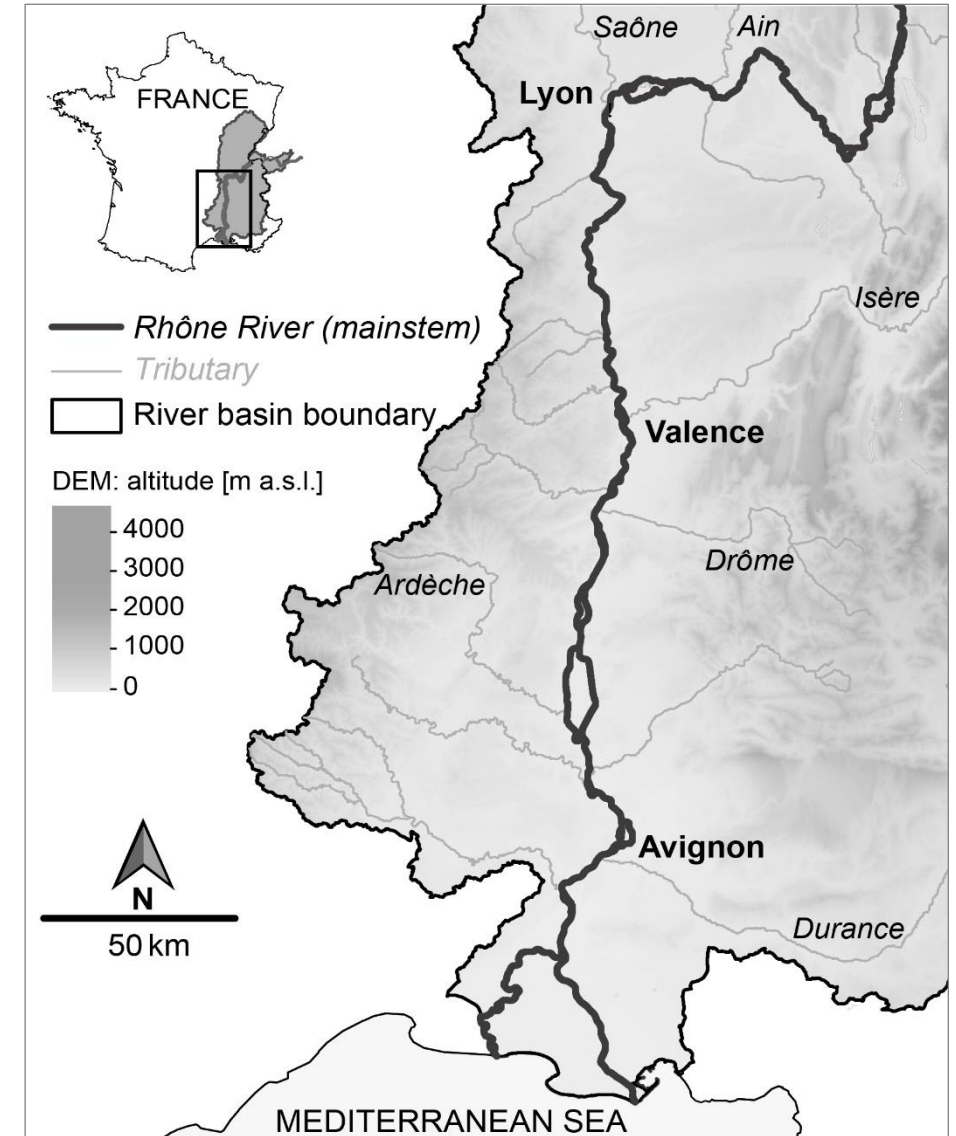 Saône
Ain
Lyon
FRANCE
Isère
Rhône River (mainstem)
Tributary
River basin boundary
Valence
DEM: altitude [m a.s.l.]
4000
3000
2000
1000
0
Drôme
Ardèche
Avignon
N
50 km
Durance
MEDITERRANEAN SEA